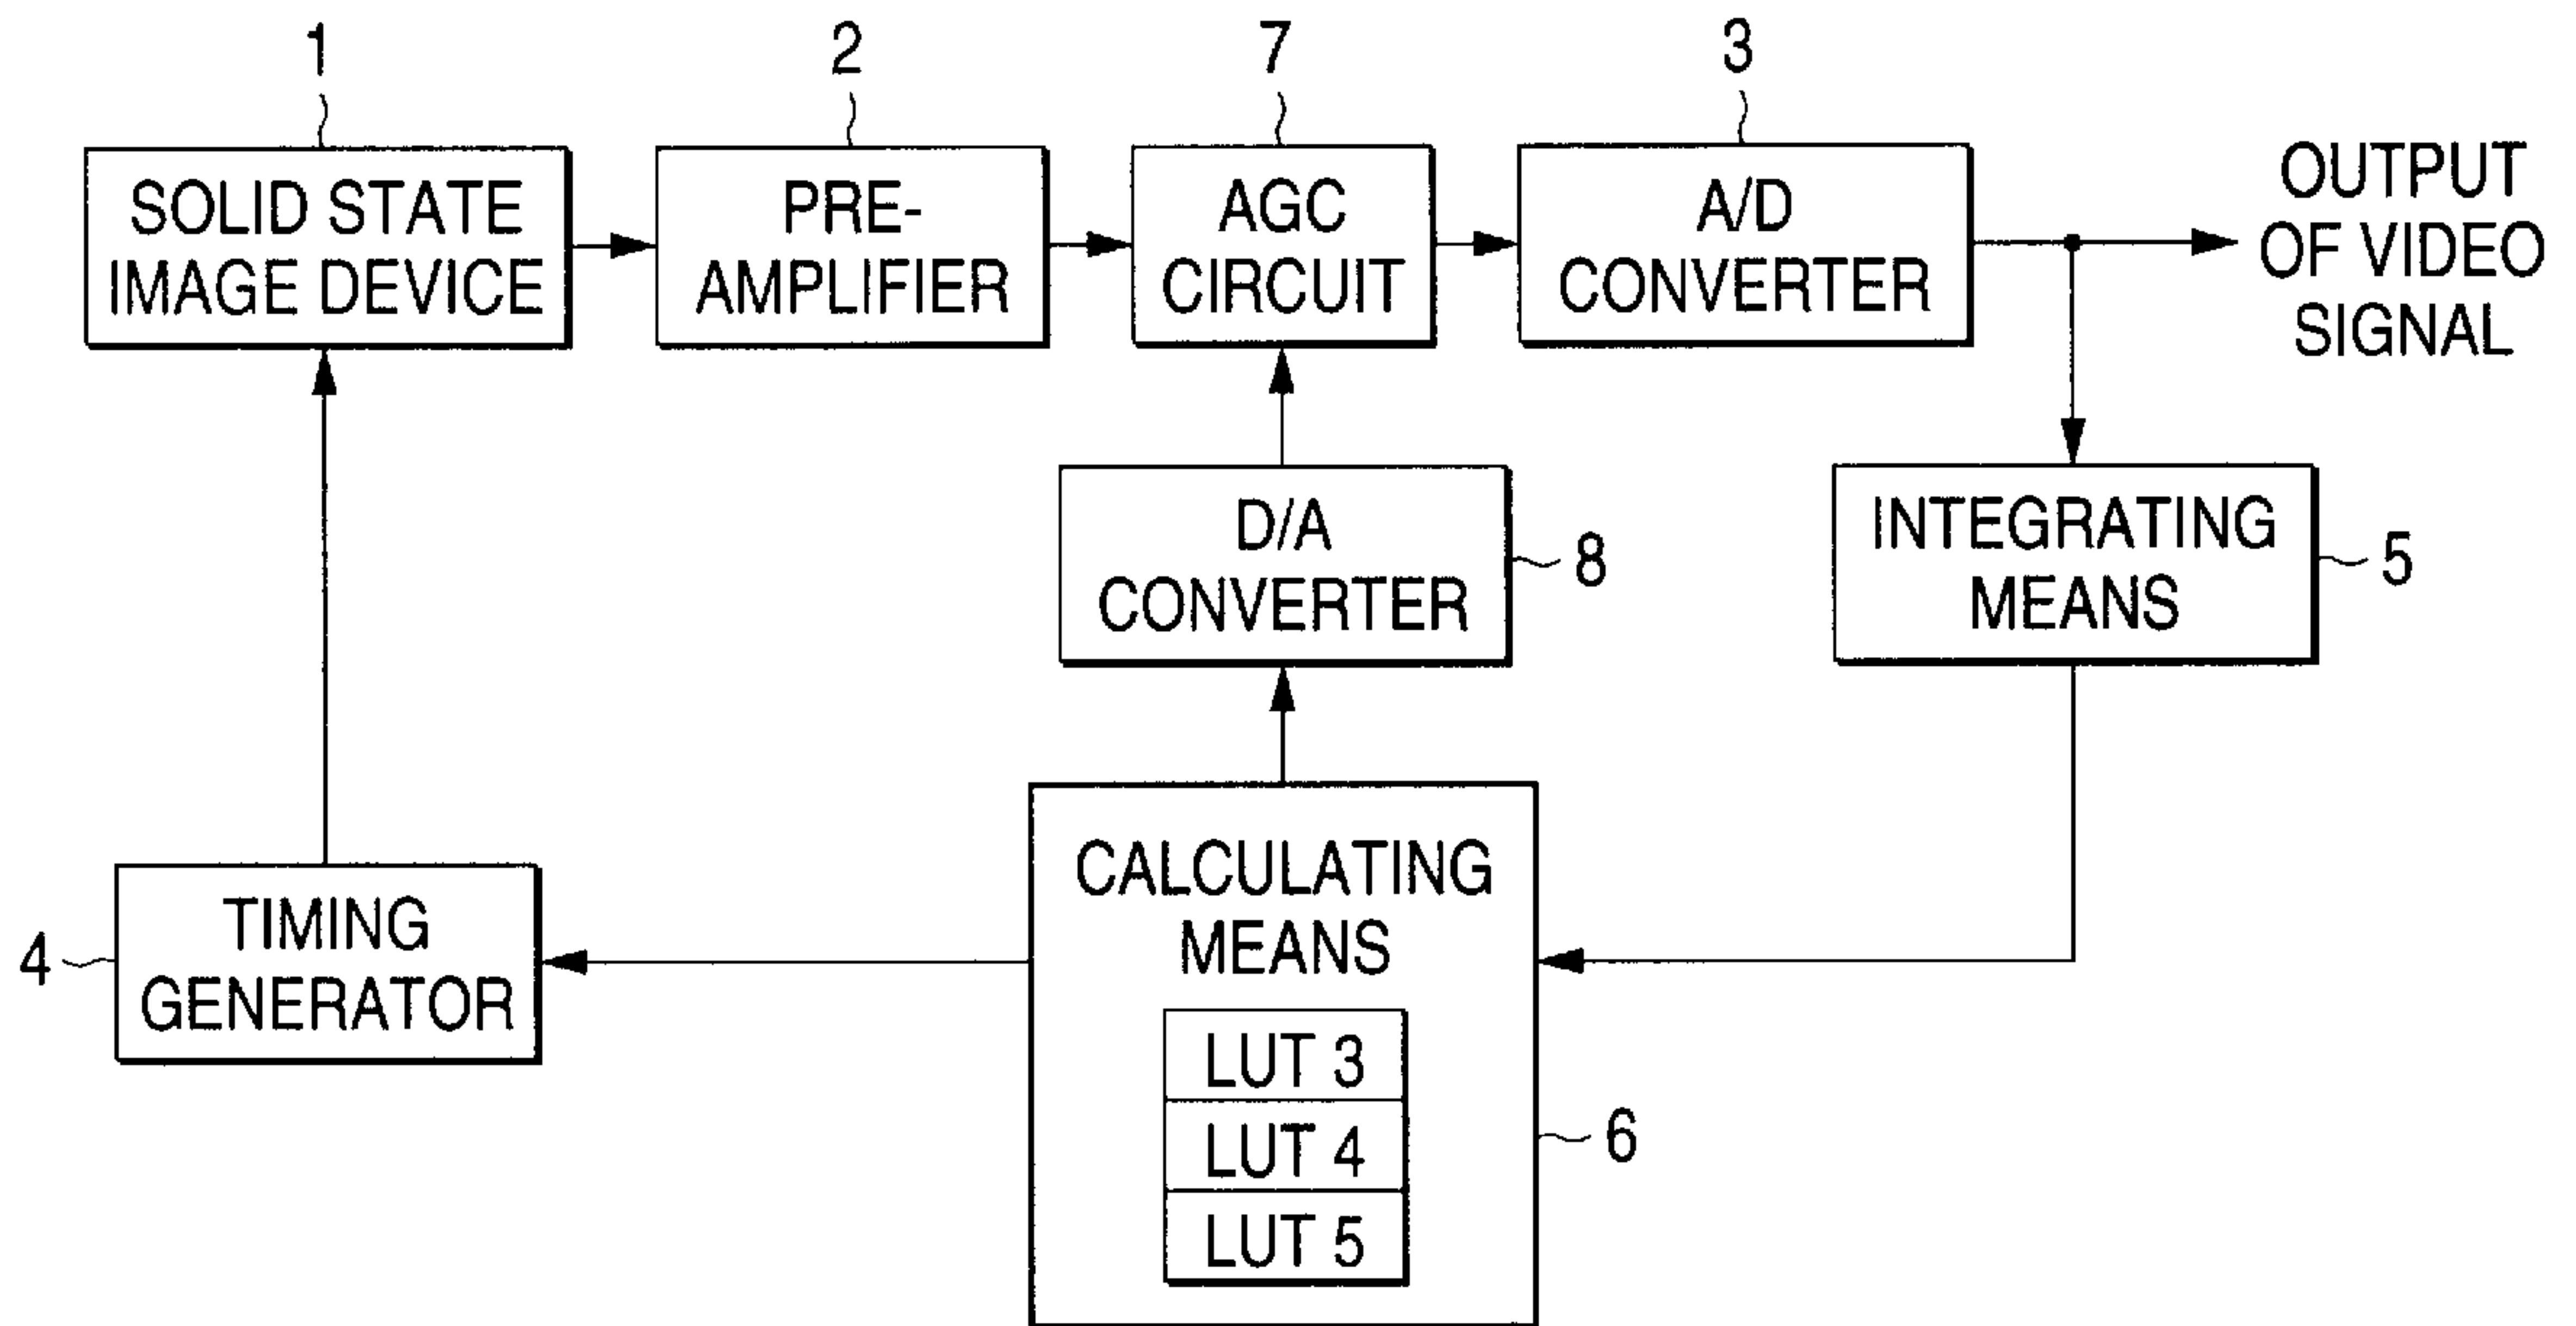 1
2
7
3
SOLID STATE
IMAGE DEVICE
PRE-
AMPLIFIER
AGC
CIRCUIT
A/D
CONVERTER
OUTPUT
OF VIDEO
SIGNAL
D/A
CONVERTER
8
INTEGRATING
MEANS
5
4
TIMING
GENERATOR
CALCULATING
MEANS
LUT 3
LUT 4
LUT 5
6